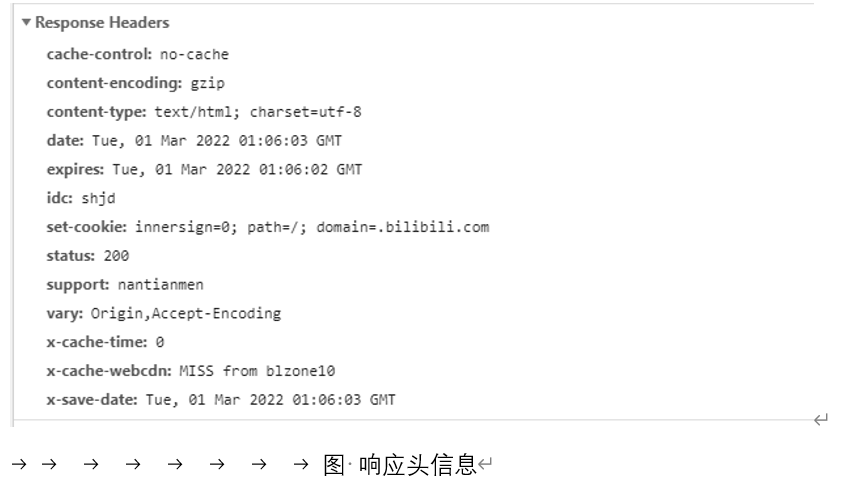 Response Headers
cache-control: no-cache
content-encoding: gzip
content-type: text/html; charset=utf-8
date: Tue, 01 Mar 2022 01:06:03 GMT
expires: Tue, 01 Mar 2022 01:06:02 GMT
idc: shjd
set-cookie: innersign=0; path=/; domain=.bilibili.com
status: 200
support: nantianmen
vary: Origin,Accept-Encoding
x-cache-time: 0
x-cache-webcdn: MISS from blzone10
x-save-date: Tue, 01 Mar 2022 01:06:03 GMT
图 响应头信息